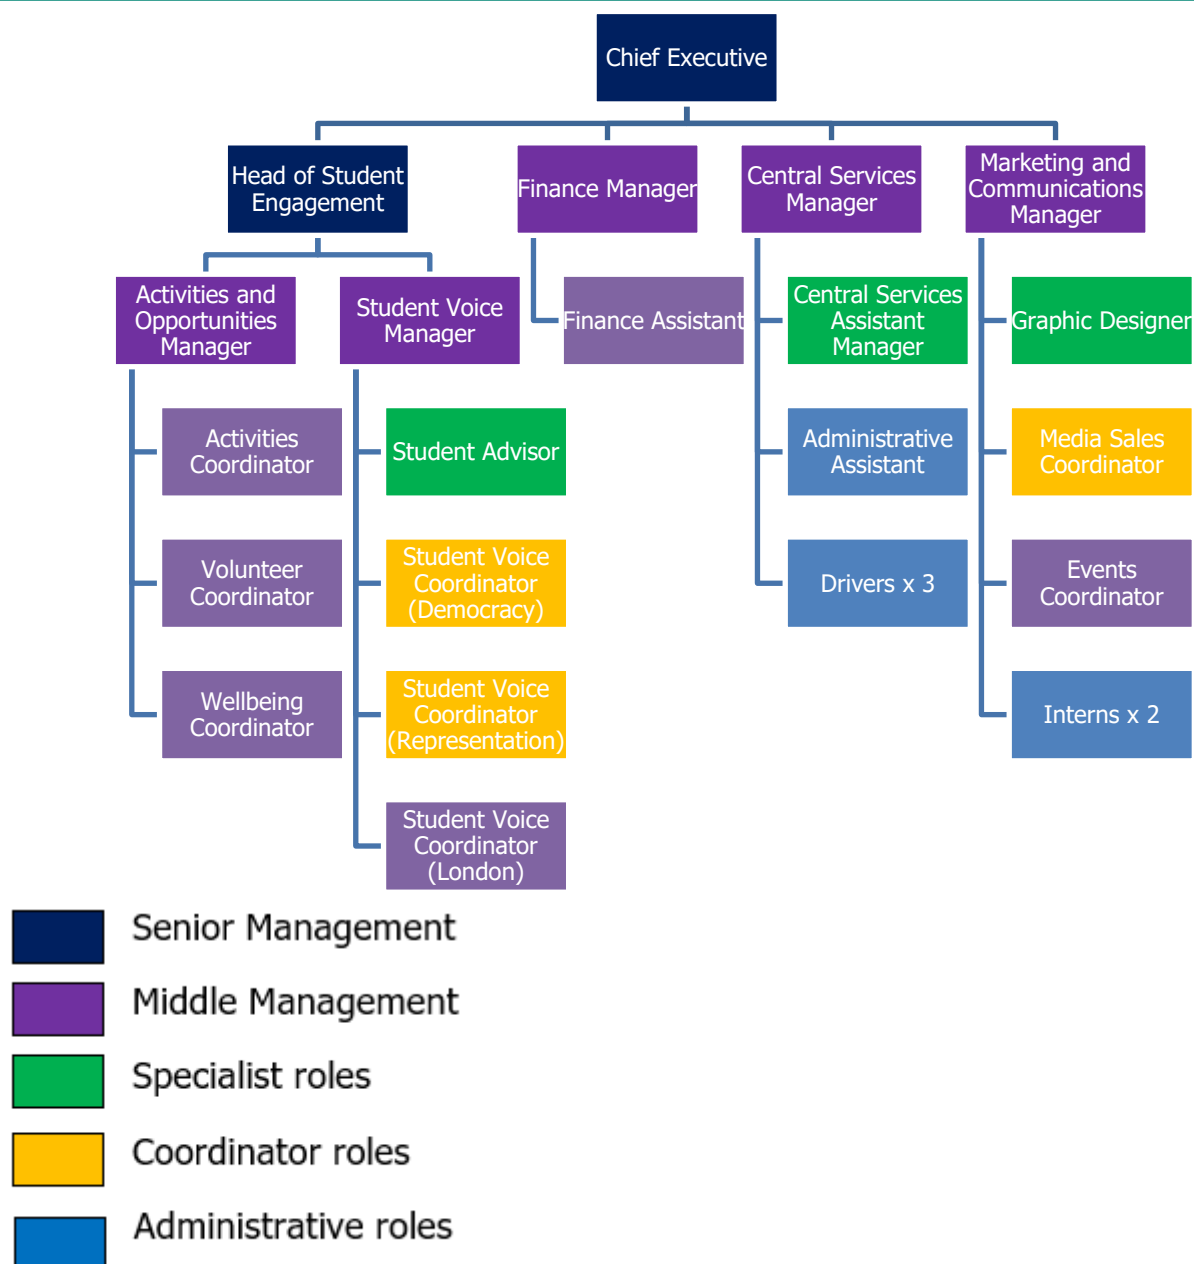 Chief Executive
Head of Student
Engagement
Finance Manager
Central Services
Manager
Marketing and
Communications
Manager
Activities and
Opportunities
Manager
Student Voice
Manager
Finance Assistant
Central Services
Assistant
Manager
Graphic Designer
Activities
Coordinator
Student Advisor
Administrative
Assistant
Media Sales
Coordinator
Volunteer
Coordinator
Student Voice
Coordinator
(Democracy)
Drivers x 3
Events
Coordinator
Wellbeing
Coordinator
Student Voice
Coordinator
(Representation)
Interns x 2
Student Voice
Coordinator
(London)
Senior Management
Middle Management
Specialist roles
Coordinator roles
Administrative roles